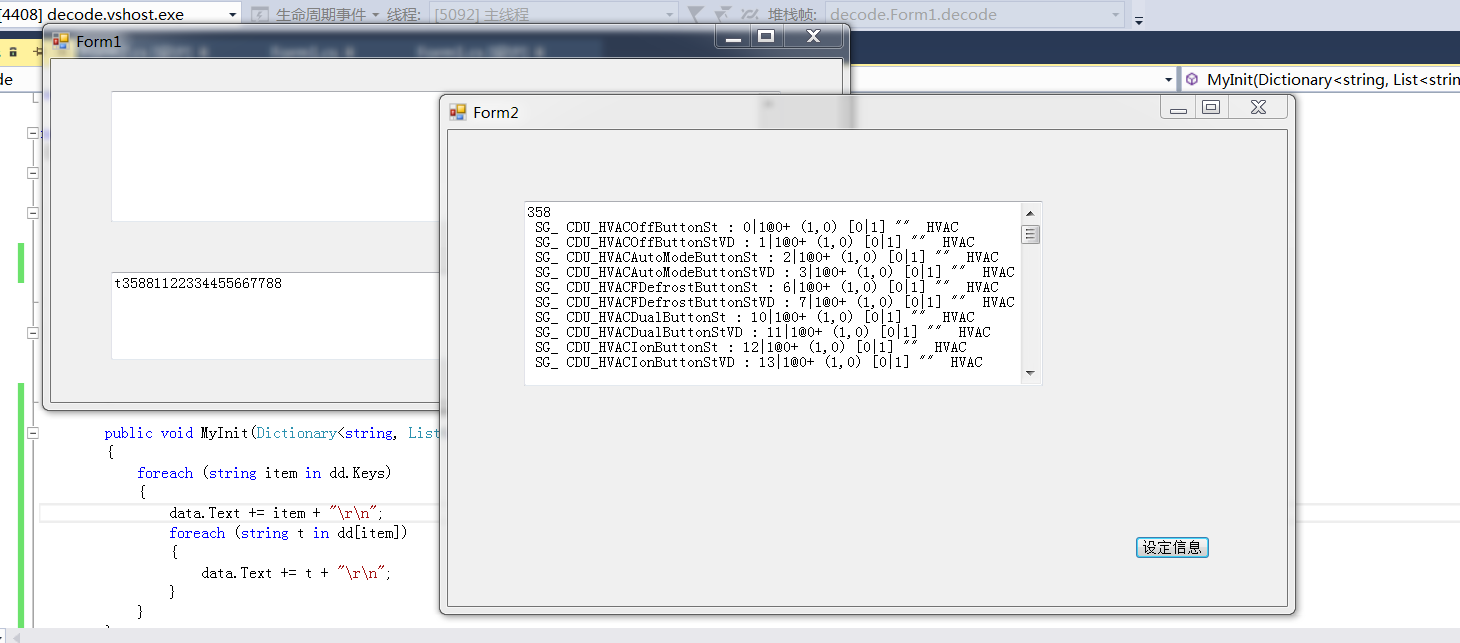 [4408] decode.vshost.exe 生命周期事件 线程: [5092] 主线程 堆栈帧: decode.Form1.decode
Form1
de
MyInit(Dictionary<string, List<strin
Form2
358
SG_ CDU_HVACOffButtonSt : 0|1@0+ (1,0) [0|1] "" HVAC
SG_ CDU_HVACOffButtonStVD : 1|1@0+ (1,0) [0|1] "" HVAC
SG_ CDU_HVACAutoModeButtonSt : 2|1@0+ (1,0) [0|1] "" HVAC
SG_ CDU_HVACAutoModeButtonStVD : 3|1@0+ (1,0) [0|1] "" HVAC
SG_ CDU_HVACFDefrostButtonSt : 6|1@0+ (1,0) [0|1] "" HVAC
SG_ CDU_HVACFDefrostButtonStVD : 7|1@0+ (1,0) [0|1] "" HVAC
SG_ CDU_HVACDualButtonSt : 10|1@0+ (1,0) [0|1] "" HVAC
SG_ CDU_HVACDualButtonStVD : 11|1@0+ (1,0) [0|1] "" HVAC
SG_ CDU_HVACIonButtonSt : 12|1@0+ (1,0) [0|1] "" HVAC
SG_ CDU_HVACIonButtonStVD : 13|1@0+ (1,0) [0|1] "" HVAC
t35881122334455667788
public void MyInit(Dictionary<string, List
{
foreach (string item in dd.Keys)
{
data.Text += item + "\r\n";
foreach (string t in dd[item])
{
data.Text += t + "\r\n";
}
}
设定信息